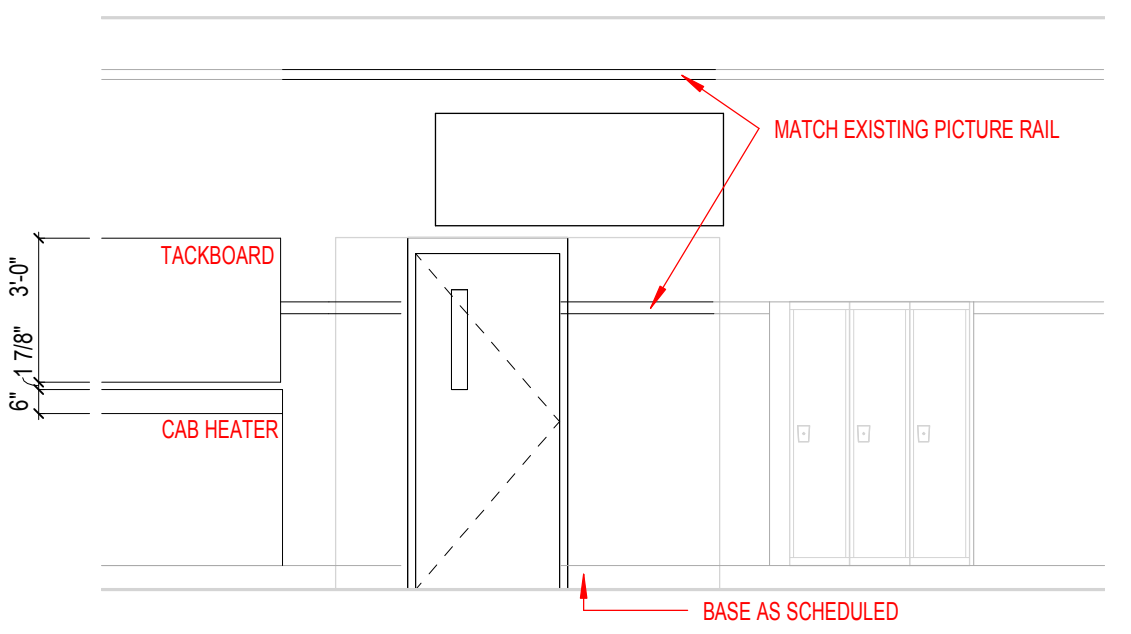 MATCH EXISTING PICTURE RAIL
TACKBOARD
3'-0"
1 7/8"
6"
CAB HEATER
BASE AS SCHEDULED